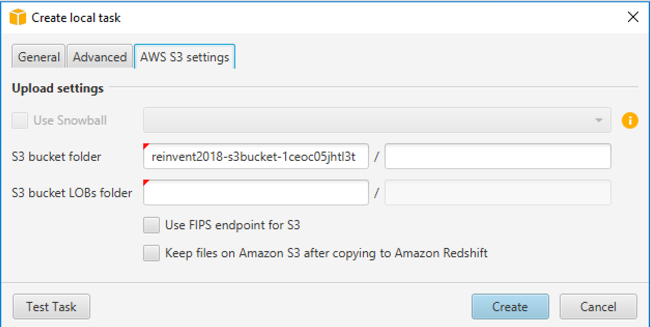 Create local task
General Advanced AWS S3 settings
Upload settings
Use Snowball
S3 bucket folder reinvent2018-s3bucket-1ceoc05jhtl3t /
S3 bucket LOBs folder /
Use FIPS endpoint for S3
Keep files on Amazon S3 after copying to Amazon Redshift
Test Task Create Cancel